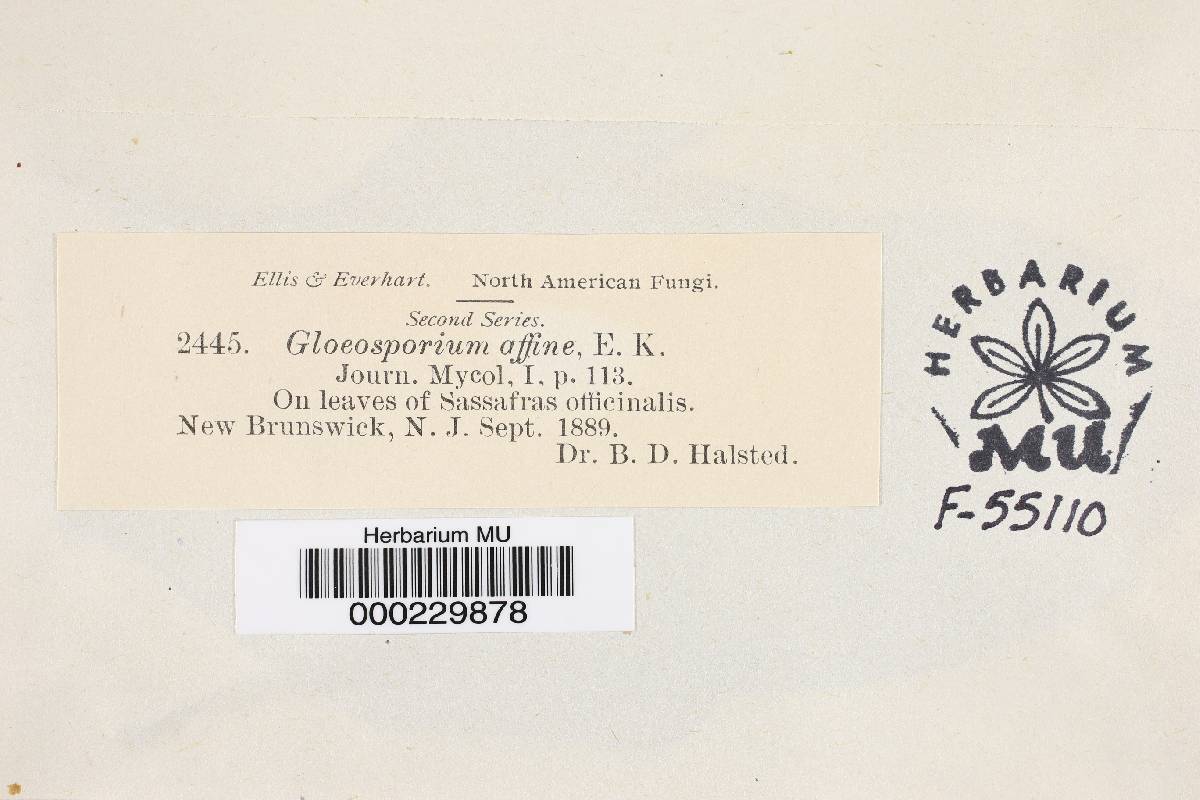 Ellis & Everhart. North American Fungi.
Second Series.
2445. Gloeosporium affine, E. K.
Journ. Mycol, I, p. 113.
On leaves of Sassafras officinalis.
New Brunswick, N. J. Sept. 1889.
Dr. B. D. Halsted.
HERBARIUM
MU
F-55110
Herbarium MU
000229878